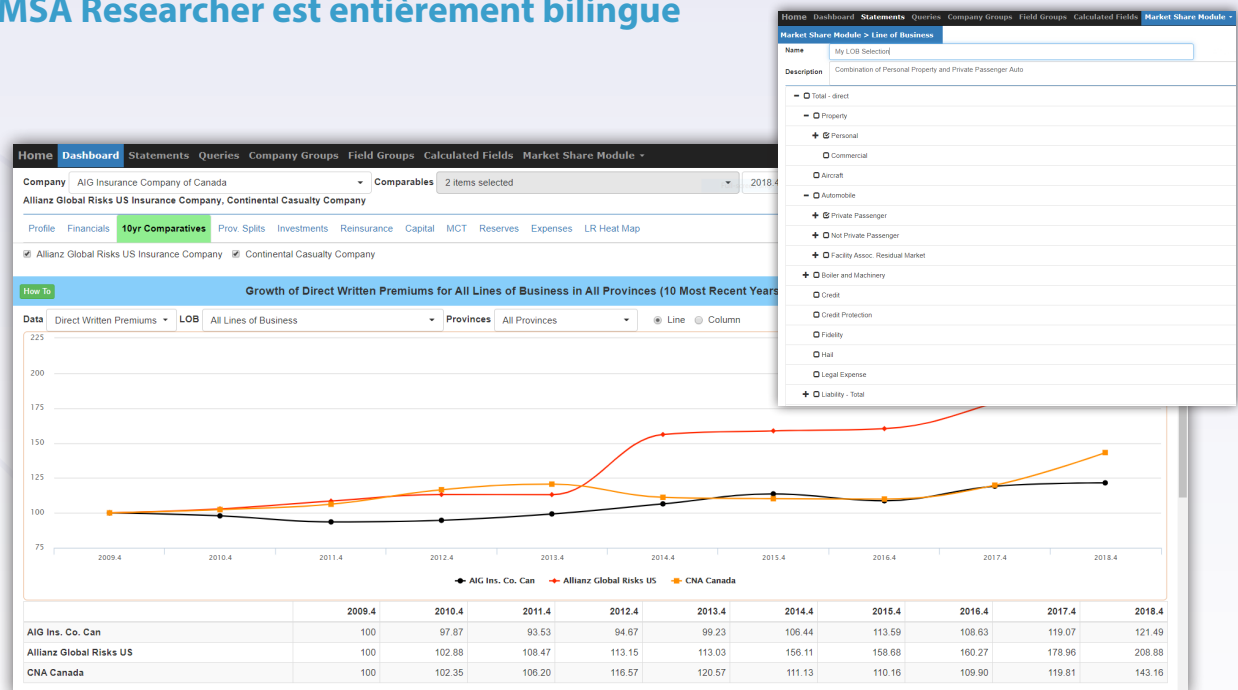 MSA Researcher est entièrement bilingue
Home Dashboard Statements Queries Company Groups Field Groups Calculated Fields Market Share Module
Market Share Module > Line of Business
Name My LOB Selection
Description Combination of Personal Property and Private Passenger Auto
Total - direct
Property
Personal
Commercial
Aircraft
Automobile
Private Passenger
Not Private Passenger
Facility Assoc. Residual Market
Boiler and Machinery
Credit
Credit Protection
Fidelity
Hail
Legal Expense
Liability - Total
Home Dashboard Statements Queries Company Groups Field Groups Calculated Fields Market Share Module
Company AIG Insurance Company of Canada Comparables 2 items selected 2018.4
Allianz Global Risks US Insurance Company, Continental Casualty Company
Profile Financials 10yr Comparatives Prov. Splits Investments Reinsurance Capital MCT Reserves Expenses LR Heat Map
Allianz Global Risks US Insurance Company Continental Casualty Company
How To Growth of Direct Written Premiums for All Lines of Business in All Provinces (10 Most Recent Years
Data Direct Written Premiums LOB All Lines of Business Provinces All Provinces Line Column
225
200
175
150
125
100
75
2009.4 2010.4 2011.4 2012.4 2013.4 2014.4 2015.4 2016.4 2017.4 2018.4
AIG Ins. Co. Can Allianz Global Risks US CNA Canada
2009.4 2010.4 2011.4 2012.4 2013.4 2014.4 2015.4 2016.4 2017.4 2018.4
AIG Ins. Co. Can 100 97.87 93.53 94.67 99.23 106.44 113.59 108.63 119.07 121.49
Allianz Global Risks US 100 102.88 108.47 113.15 113.03 156.11 158.68 160.27 178.96 208.88
CNA Canada 100 102.35 106.20 116.57 120.57 111.13 110.16 109.90 119.81 143.16